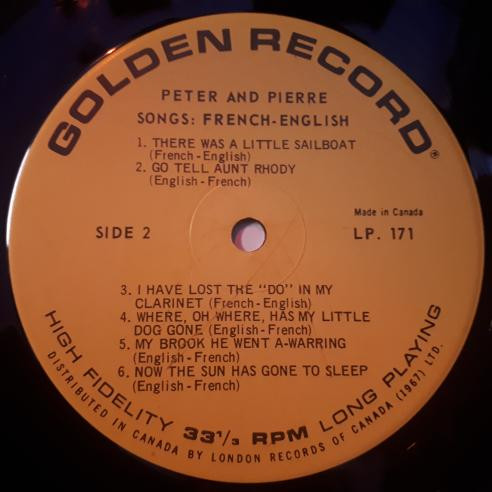 GOLDEN RECORD®
PETER AND PIERRE
SONGS: FRENCH-ENGLISH
1. THERE WAS A LITTLE SAILBOAT
(French-English)
2. GO TELL AUNT RHODY
(English-French)
Made in Canada
SIDE 2
LP. 171
3. I HAVE LOST THE "DO" IN MY
CLARINET (French-English)
4. WHERE, OH WHERE, HAS MY LITTLE
DOG GONE (English-French)
5. MY BROOK HE WENT A-WARRING
(English-French)
6. NOW THE SUN HAS GONE TO SLEEP
(English-French)
HIGH FIDELITY 33⅓ RPM LONG PLAYING
DISTRIBUTED IN CANADA BY LONDON RECORDS OF CANADA (1967) LTD.